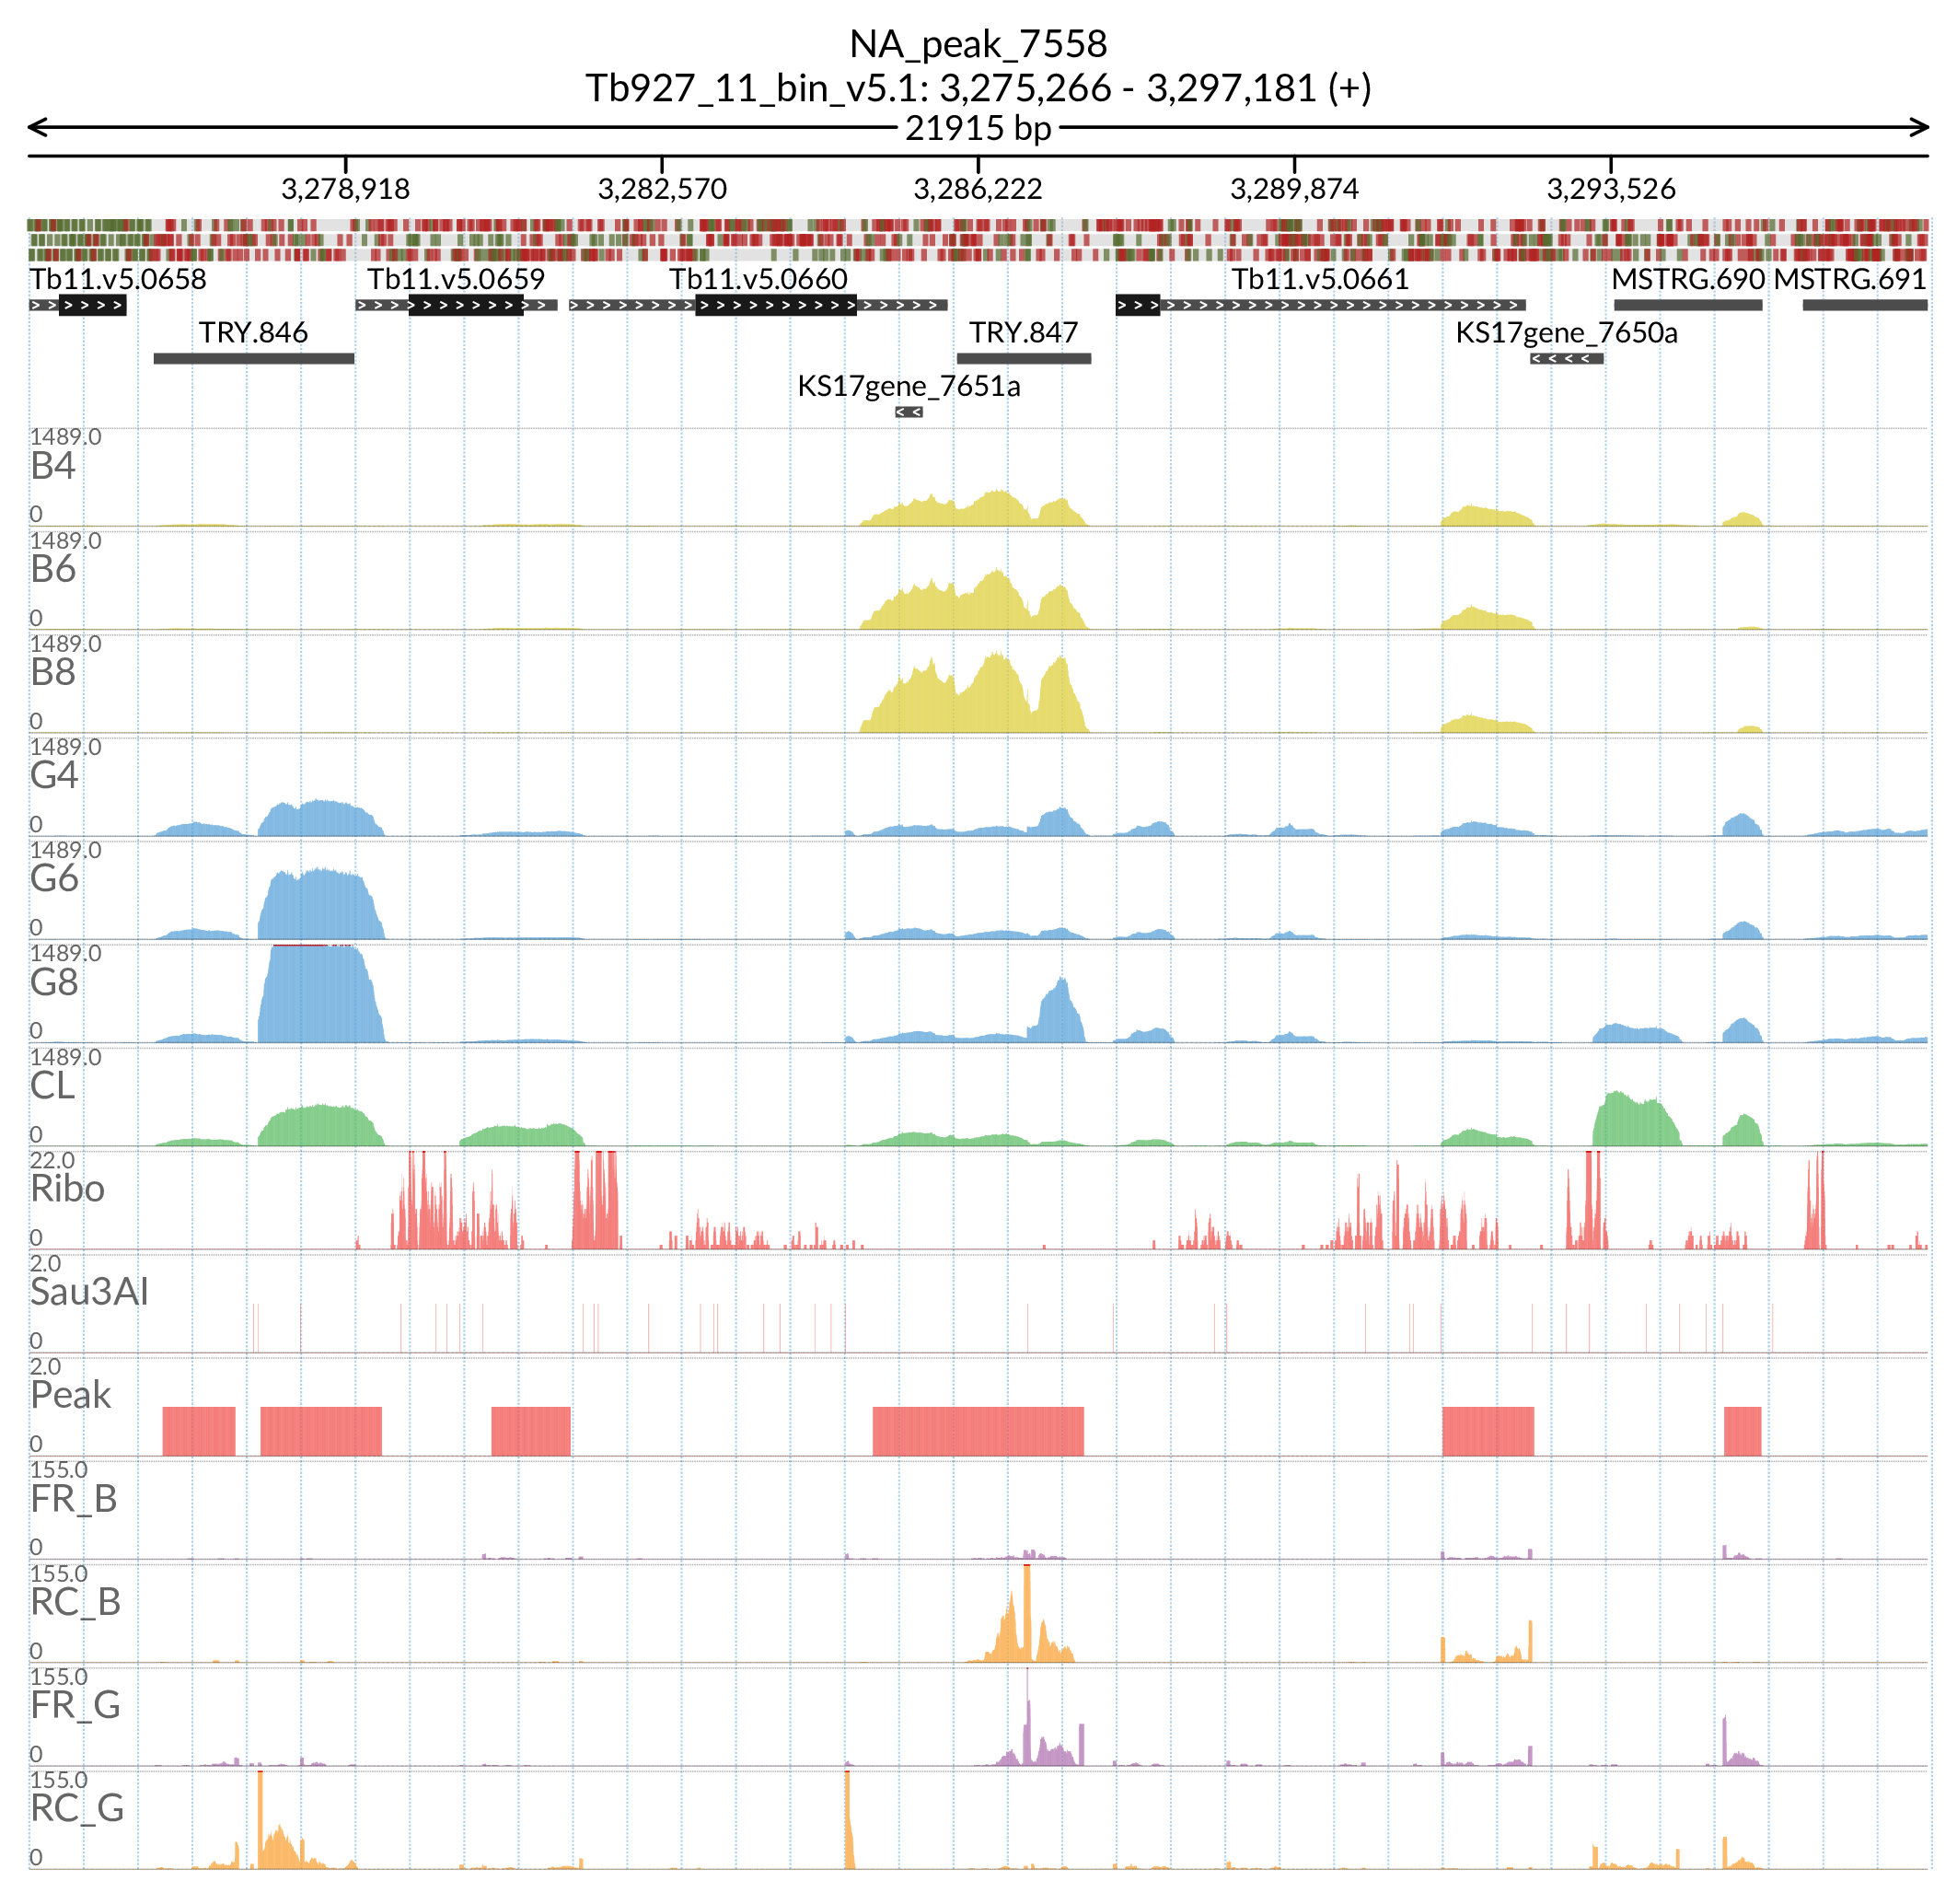 NA_peak_7558
Tb927_11_bin_v5.1: 3,275,266 - 3,297,181 (+)
21915 bp
3,278,918 3,282,570 3,286,222 3,289,874 3,293,526
Tb11.v5.0658 Tb11.v5.0659 Tb11.v5.0660 Tb11.v5.0661 MSTRG.690 MSTRG.691
TRY.846 TRY.847 KS17gene_7650a
KS17gene_7651a
1489.0
B4
0
1489.0
B6
0
1489.0
B8
0
1489.0
G4
0
1489.0
G6
0
1489.0
G8
0
1489.0
CL
0
22.0
Ribo
0
2.0
Sau3AI
0
2.0
Peak
0
155.0
FR_B
0
155.0
RC_B
0
155.0
FR_G
0
155.0
RC_G
0